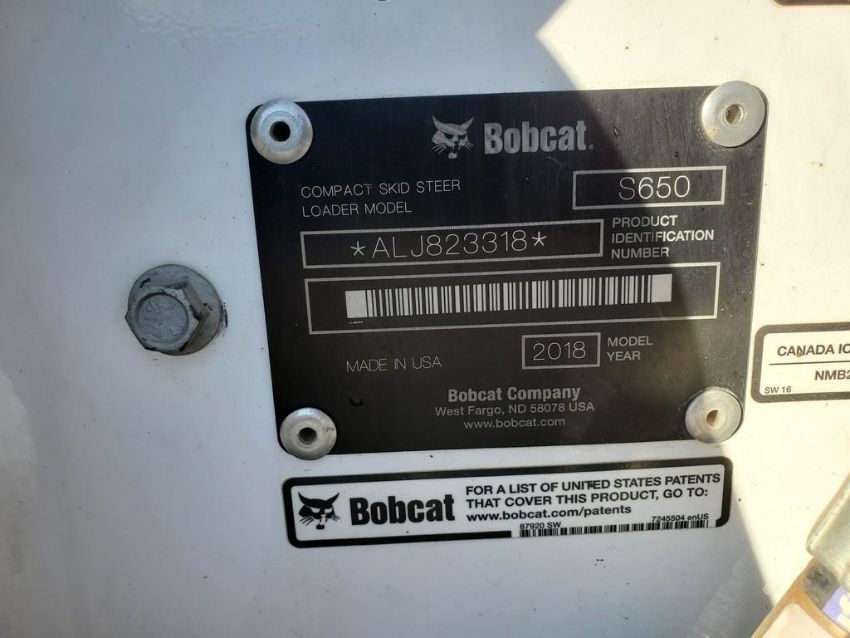 Bobcat.
COMPACT SKID STEER
LOADER MODEL
S650
*ALJ823318*
PRODUCT
IDENTIFICATION
NUMBER
MADE IN USA
2018
MODEL
YEAR
Bobcat Company
West Fargo, ND 58078 USA
www.bobcat.com
CANADA IC
NMB2
SW 16
Bobcat
FOR A LIST OF UNITED STATES PATENTS
THAT COVER THIS PRODUCT, GO TO:
www.bobcat.com/patents
87920 SW
7245504 enUS